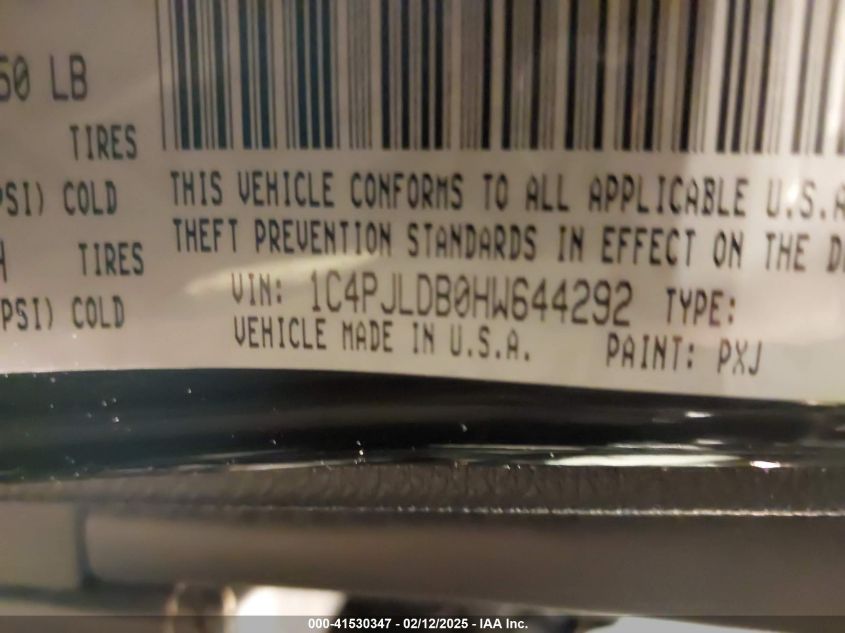 50 LB
TIRES
PSI) COLD
TIRES
PSI) COLD
THIS VEHICLE CONFORMS TO ALL APPLICABLE U.S.A
THEFT PREVENTION STANDARDS IN EFFECT ON THE D
VIN: 1C4PJLDB0HW644292 TYPE:
VEHICLE MADE IN U.S.A. PAINT: PXJ
000-41530347 - 02/12/2025 - IAA Inc.